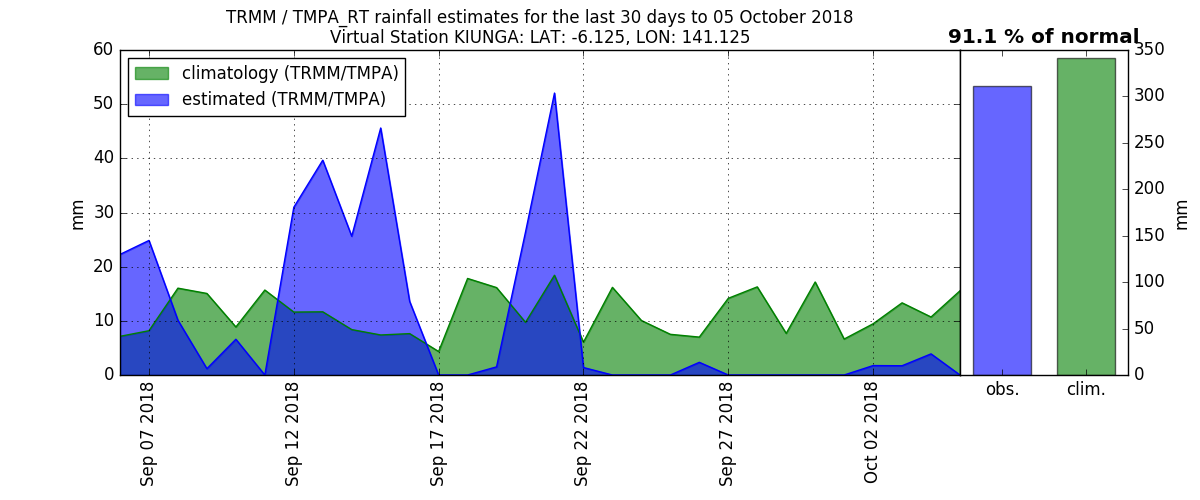 TRMM / TMPA_RT rainfall estimates for the last 30 days to 05 October 2018
Virtual Station KIUNGA: LAT: -6.125, LON: 141.125
91.1 % of normal
climatology (TRMM/TMPA)
estimated (TRMM/TMPA)
60
50
40
30
20
10
0
mm
Sep 07 2018
Sep 12 2018
Sep 17 2018
Sep 22 2018
Sep 27 2018
Oct 02 2018
obs.
clim.
350
300
250
200
150
100
50
0
mm